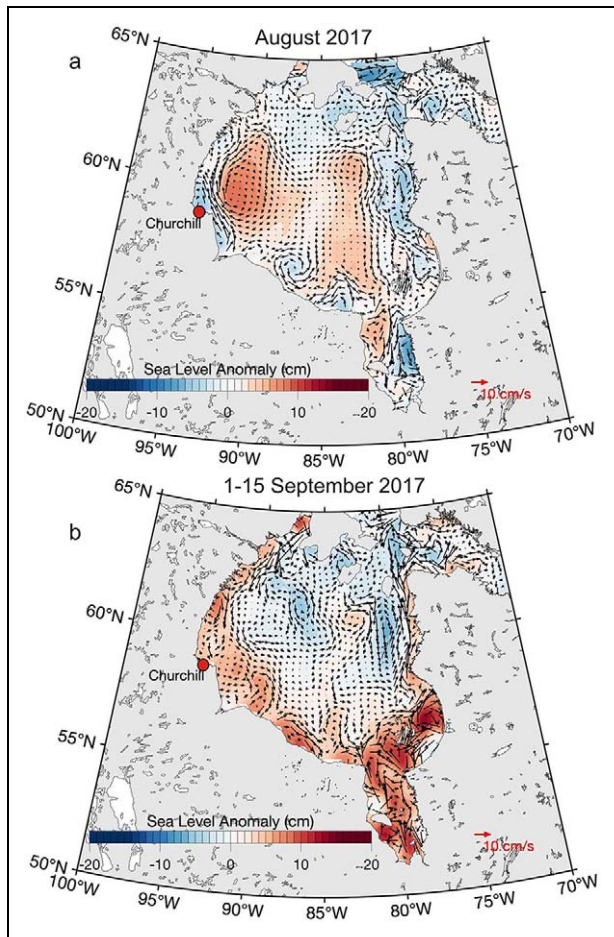 August 2017
a
65°N
60°N
55°N
50°N
Churchill
Sea Level Anomaly (cm)
-20 -10 0 10 -20
10 cm/s
100°W 95°W 90°W 85°W 80°W 75°W 70°W
1-15 September 2017
b
65°N
60°N
55°N
50°N
Churchill
Sea Level Anomaly (cm)
-20 -10 0 10 -20
10 cm/s
100°W 95°W 90°W 85°W 80°W 75°W 70°W